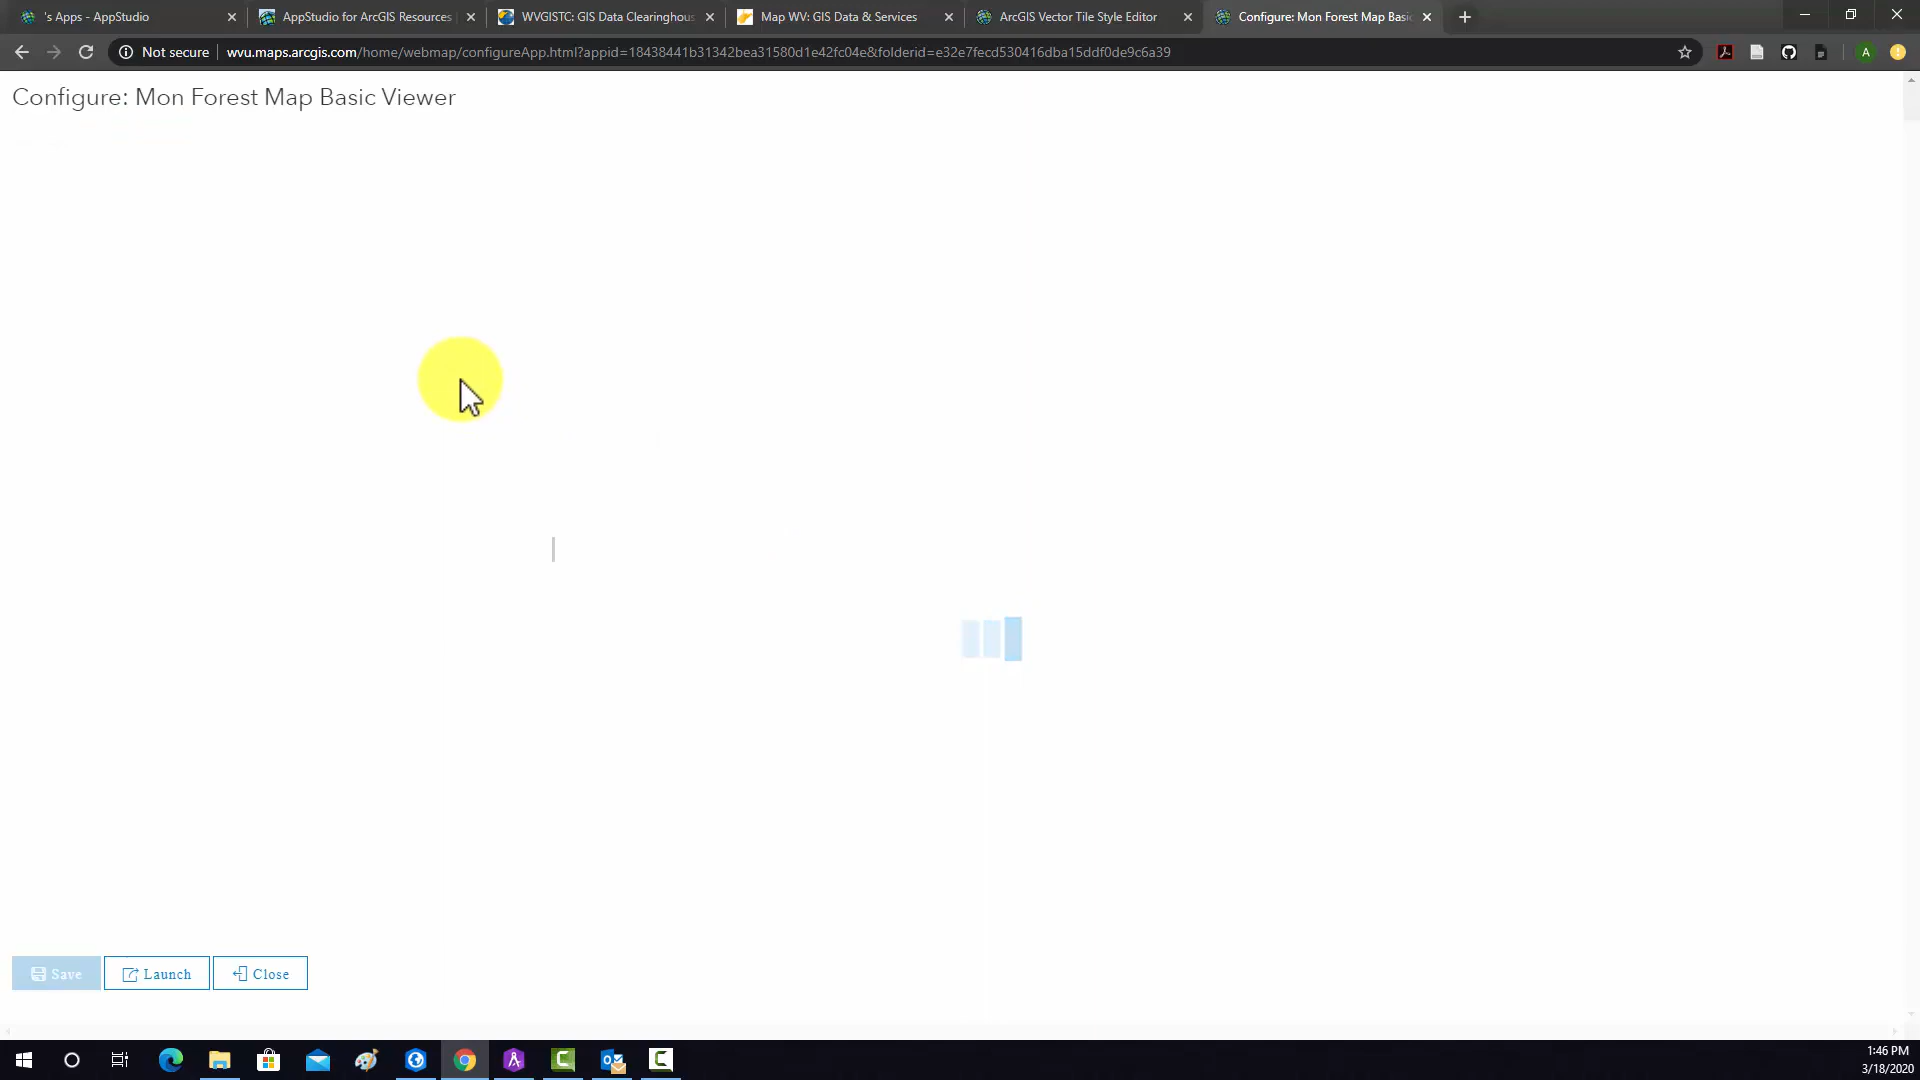 's Apps - AppStudio
AppStudio for ArcGIS Resources
WVGISTC: GIS Data Clearinghous
Map WV: GIS Data & Services
ArcGIS Vector Tile Style Editor
Configure: Mon Forest Map Basic
Not secure
wvu.maps.arcgis.com/home/webmap/configureApp.html?appid=18438441b31342bea31580d1e42fc04e&folderid=e32e7fecd530416dba15ddf0de9c6a39
A
Configure: Mon Forest Map Basic Viewer
Save
Launch
Close
1:46 PM
3/18/2020